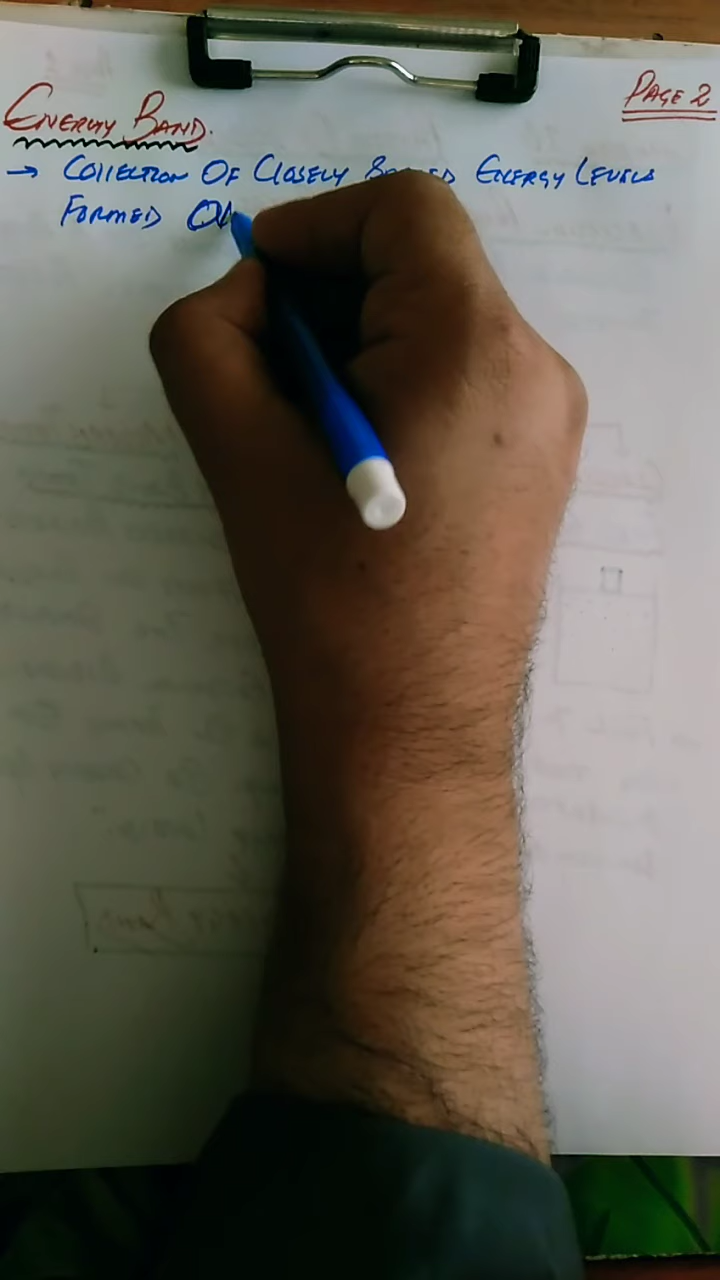 PAGE 2
ENERGY BAND.
→ COLLECTION OF CLOSELY ENERGY LEVELS
FORMED